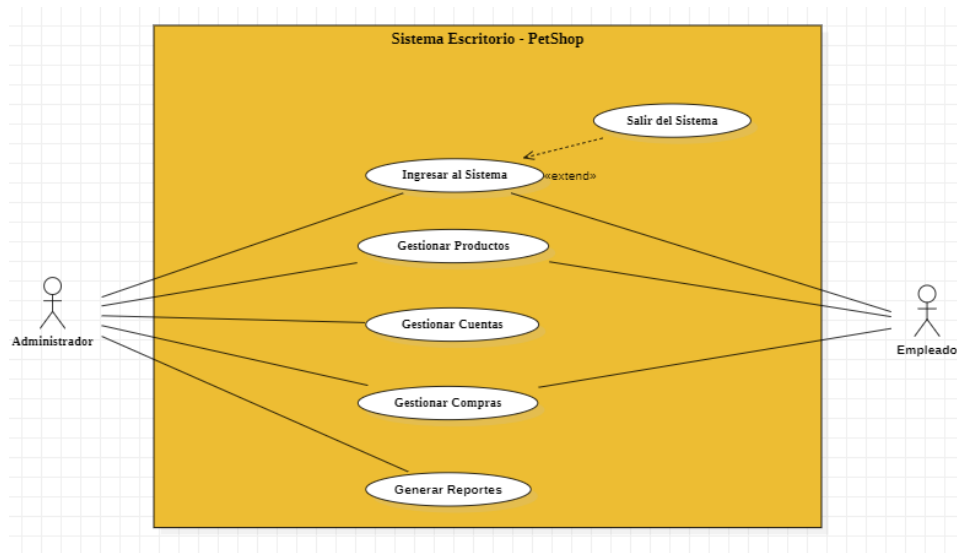 Sistema Escritorio - PetShop
Salir del Sistema
Ingresar al Sistema
«extend»
Gestionar Productos
Gestionar Cuentas
Administrador
Empleado
Gestionar Compras
Generar Reportes